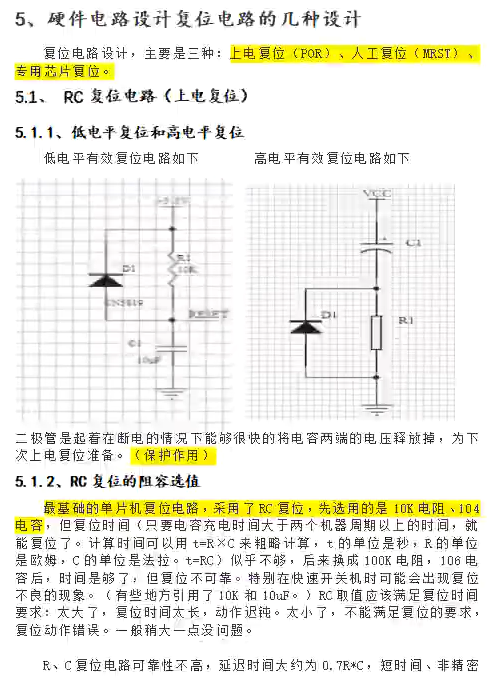 5、硬件电路设计复位电路的几种设计
复位电路设计，主要是三种：上电复位（POR）、人工复位（MRST）、
专用芯片复位。
5.1、 RC 复位电路（上电复位）
5.1.1、低电平复位和高电平复位
低电平有效复位电路如下 高电平有效复位电路如下
VCC
C1
R1
10K
D1
RESET
C1
10uF
D1
R1
二极管是起着在断电的情况下能够很快的将电容两端的电压释放掉，为下
次上电复位准备。（保护作用）
5.1.2、RC 复位的阻容选值
最基础的单片机复位电路，采用了RC复位，先选用的是 10K 电阻、104
电容，但复位时间（只要电容充电时间大于两个机器周期以上的时间，就
能复位了。计算时间可以用 t=R×C 来粗略计算，t 的单位是秒，R 的单位
是欧姆，C 的单位是法拉。t=RC）似乎不够，后来换成 100K 电阻，106 电
容后，时间是够了，但复位不可靠。特别在快速开关机时可能会出现复位
不良的现象。（有些地方引用了 10K 和 10uF。）RC 取值应该满足复位时间
要求：太大了，复位时间太长，动作迟钝。太小了，不能满足复位的要求，
复位动作错误。一般稍大一点没问题。
R、C 复位电路可靠性不高，延迟时间大约为 0.7R*C，短时间、非精密